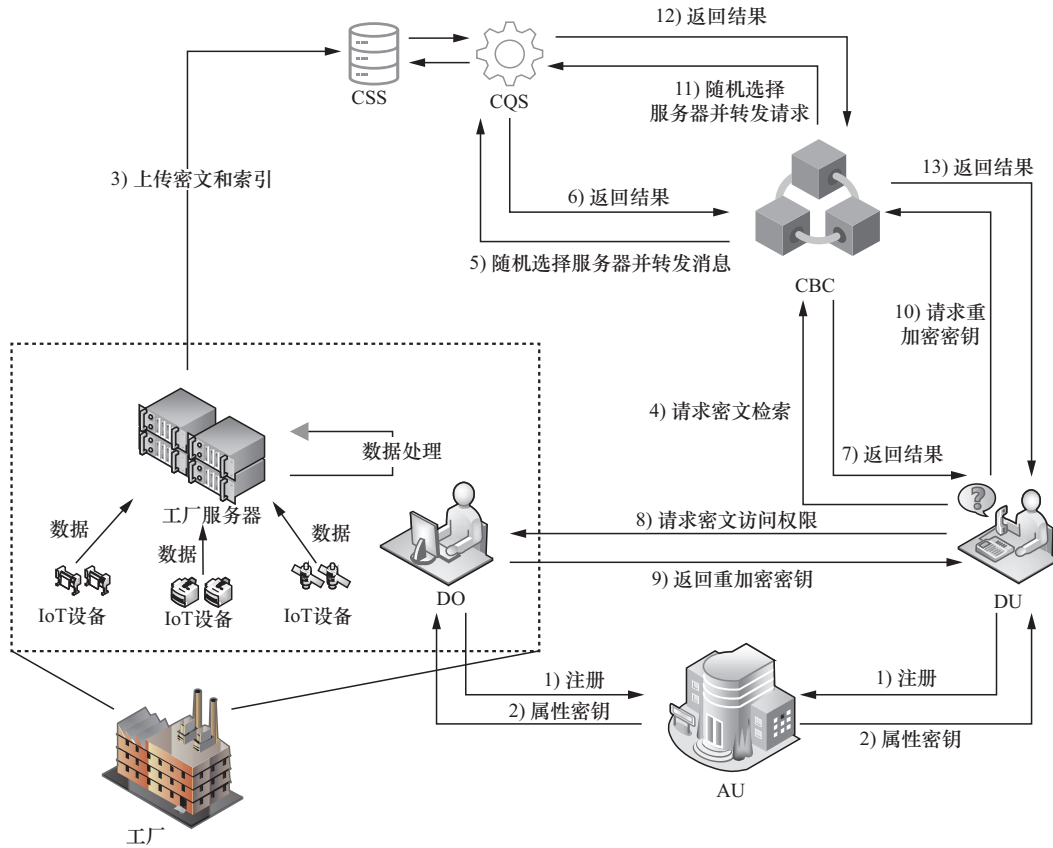 12) 返回结果
CSS
CQS
11) 随机选择
服务器并转发请求
3) 上传密文和索引
6) 返回结果
13) 返回结果
5) 随机选择服务器并转发消息
CBC
10) 请求重
加密密钥
4) 请求密文检索
数据处理
7) 返回结果
工厂服务器
8) 请求密文访问权限
数据
数据
数据
9) 返回重加密密钥
IoT设备
IoT设备
IoT设备
DO
DU
1) 注册
1) 注册
2) 属性密钥
2) 属性密钥
AU
工厂